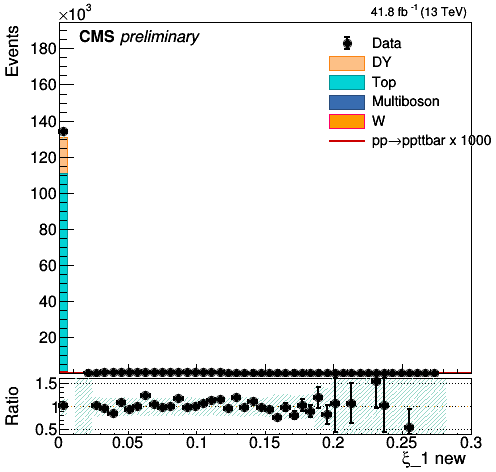 ×10³
41.8 fb⁻¹ (13 TeV)
CMS preliminary
Events
180
160
140
120
100
80
60
40
20
Data
DY
Top
Multiboson
W
pp→ppttbar x 1000
Ratio
1.5
1
0.5
0 0.05 0.1 0.15 0.2 0.25 0.3
ξ_1 new